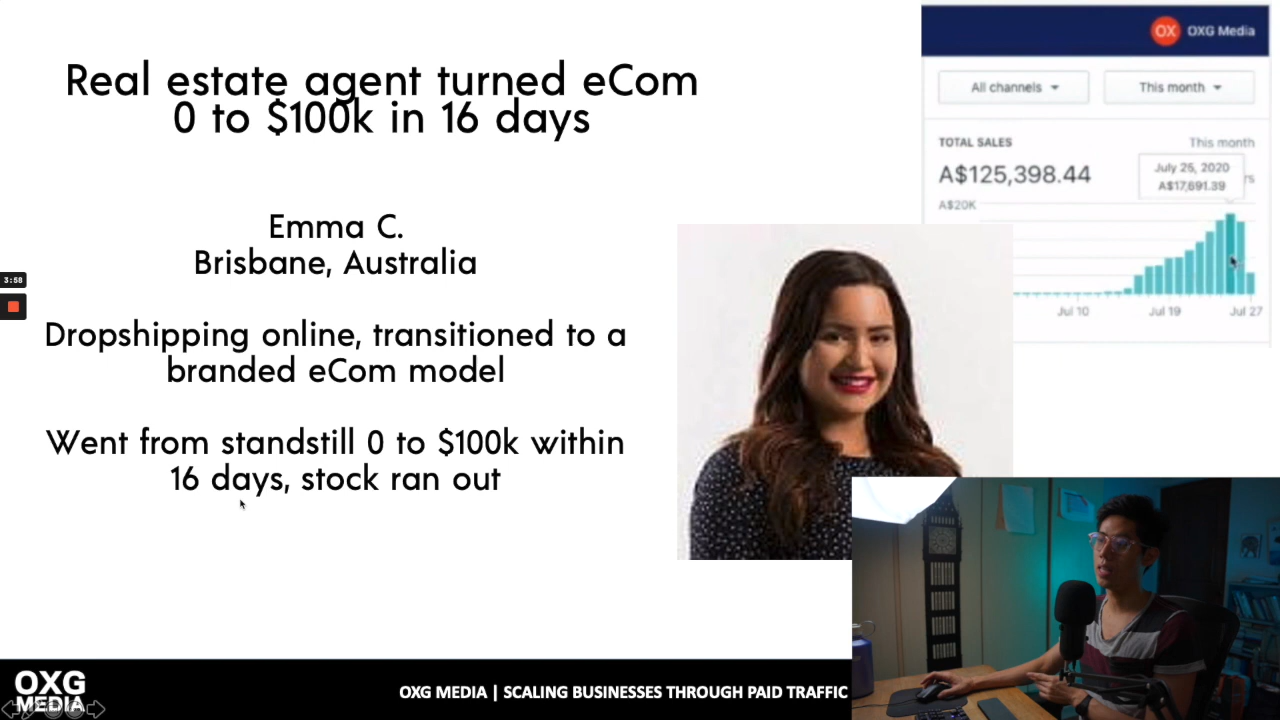 Real estate agent turned eCom
0 to $100k in 16 days
OX OXG Media
All channels
This month
TOTAL SALES
This month
A$125,398.44
July 25, 2020
A$17,691.39
rs
A$20K
Jul 10
Jul 19
Jul 27
Emma C.
Brisbane, Australia
3:58
Dropshipping online, transitioned to a
branded eCom model
Went from standstill 0 to $100k within
16 days, stock ran out
OXG
MEDIA
OXG MEDIA | SCALING BUSINESSES THROUGH PAID TRAFFIC